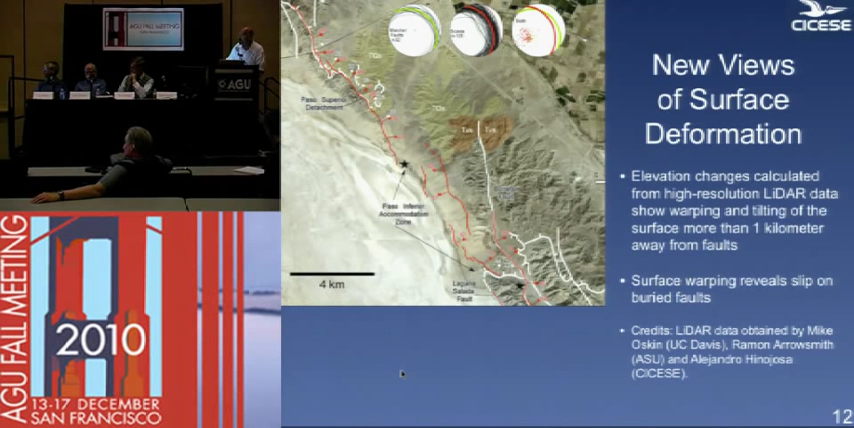 AGU FALL MEETING
SAN FRANCISCO
AGU
AGU FALL MEETING
2010
13-17 DECEMBER
SAN FRANCISCO
Paso Superior
Detachment
Paso Inferior
Accommodation
Zone
Laguna
Salada
Fault
4 km
CICESE
New Views
of Surface
Deformation
• Elevation changes calculated
from high-resolution LiDAR data
show warping and tilting of the
surface more than 1 kilometer
away from faults
• Surface warping reveals slip on
buried faults
• Credits: LiDAR data obtained by Mike
Oskin (UC Davis), Ramon Arrowsmith
(ASU) and Alejandro Hinojosa
(CICESE).
12